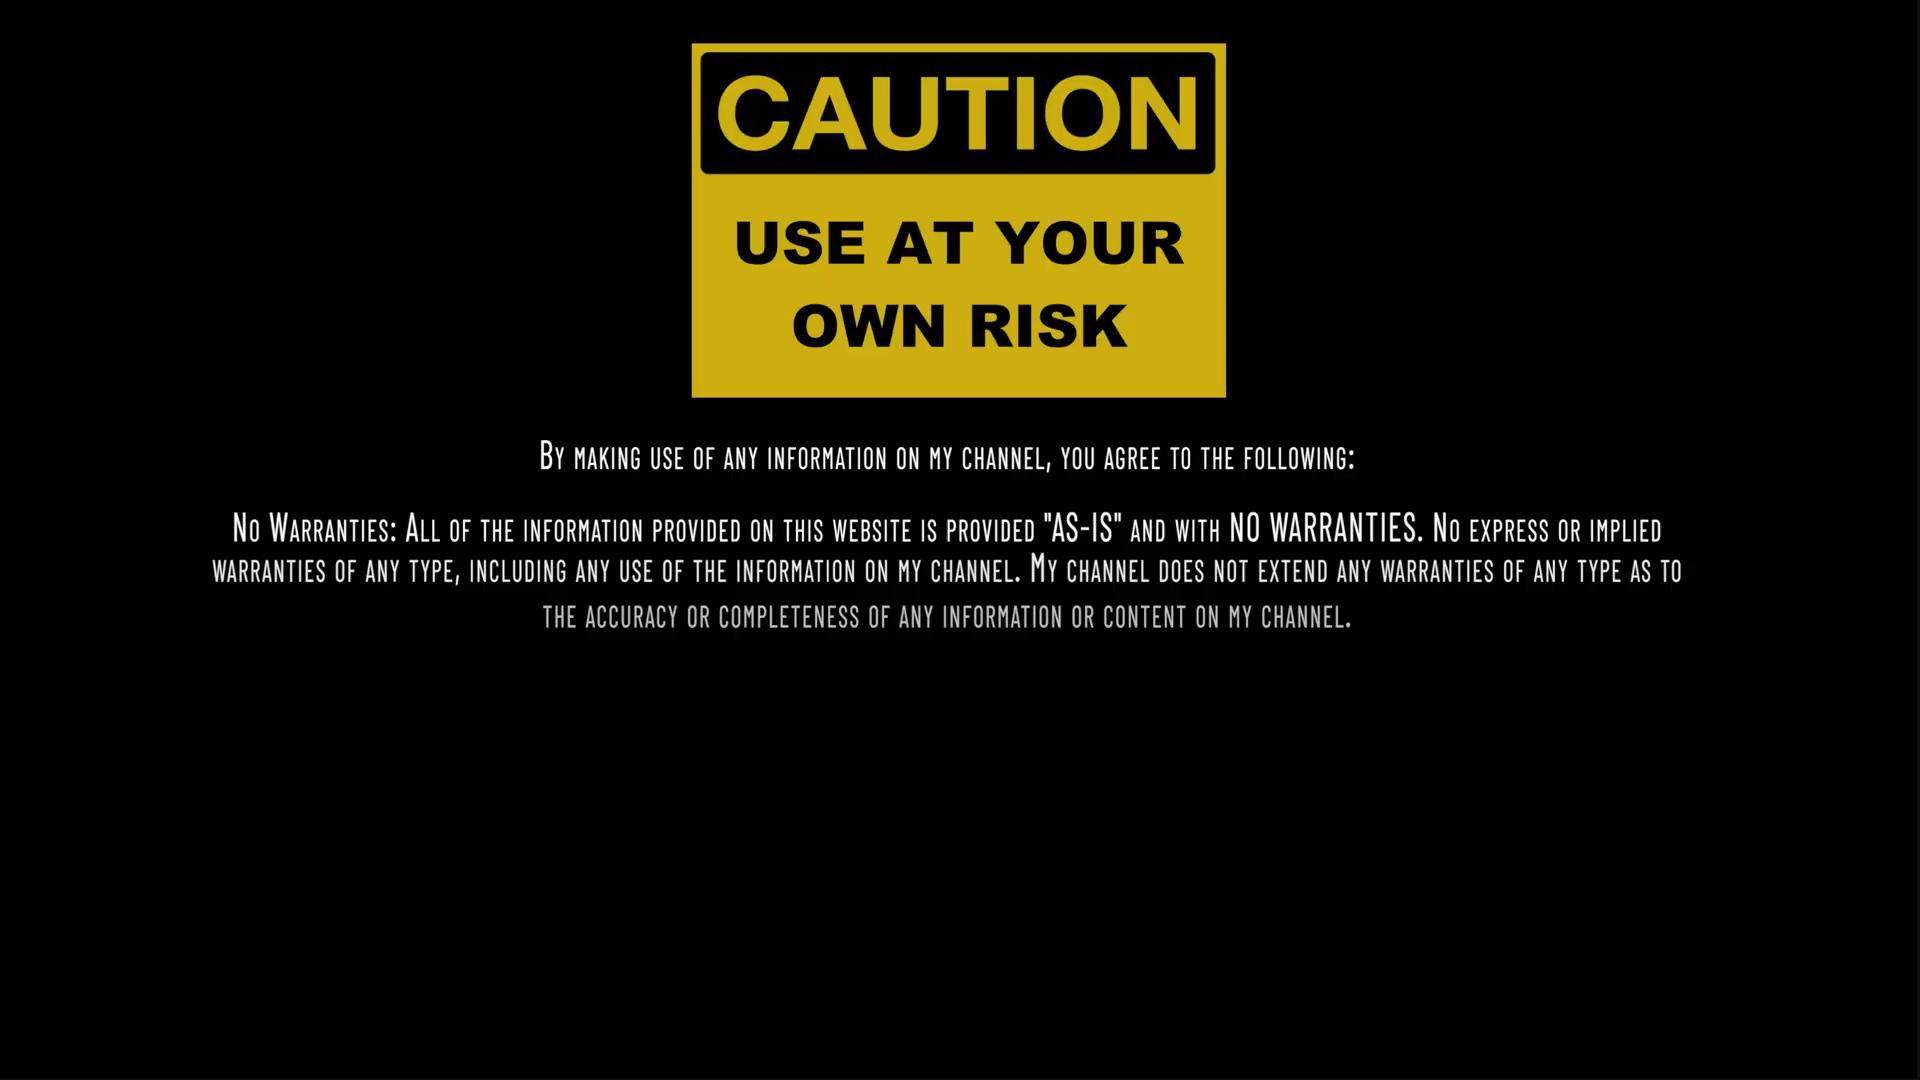 CAUTION
USE AT YOUR
OWN RISK
By making use of any information on my channel, you agree to the following:
No Warranties: All of the information provided on this website is provided "AS-IS" and with NO WARRANTIES. No express or implied
warranties of any type, including any use of the information on my channel. My channel does not extend any warranties of any type as to
the accuracy or completeness of any information or content on my channel.